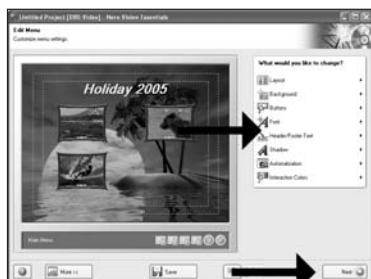 Untitled Project [DVD-Video] - Nero Vision Essentials
Edit Menu
Customize menu settings.
What would you like to change?
Holiday 2005
Layout
Background
Buttons
Font
Header/Footer Text
Shadow
Automatization
Interaction Colors
Main Menu
More <<
Save
Next